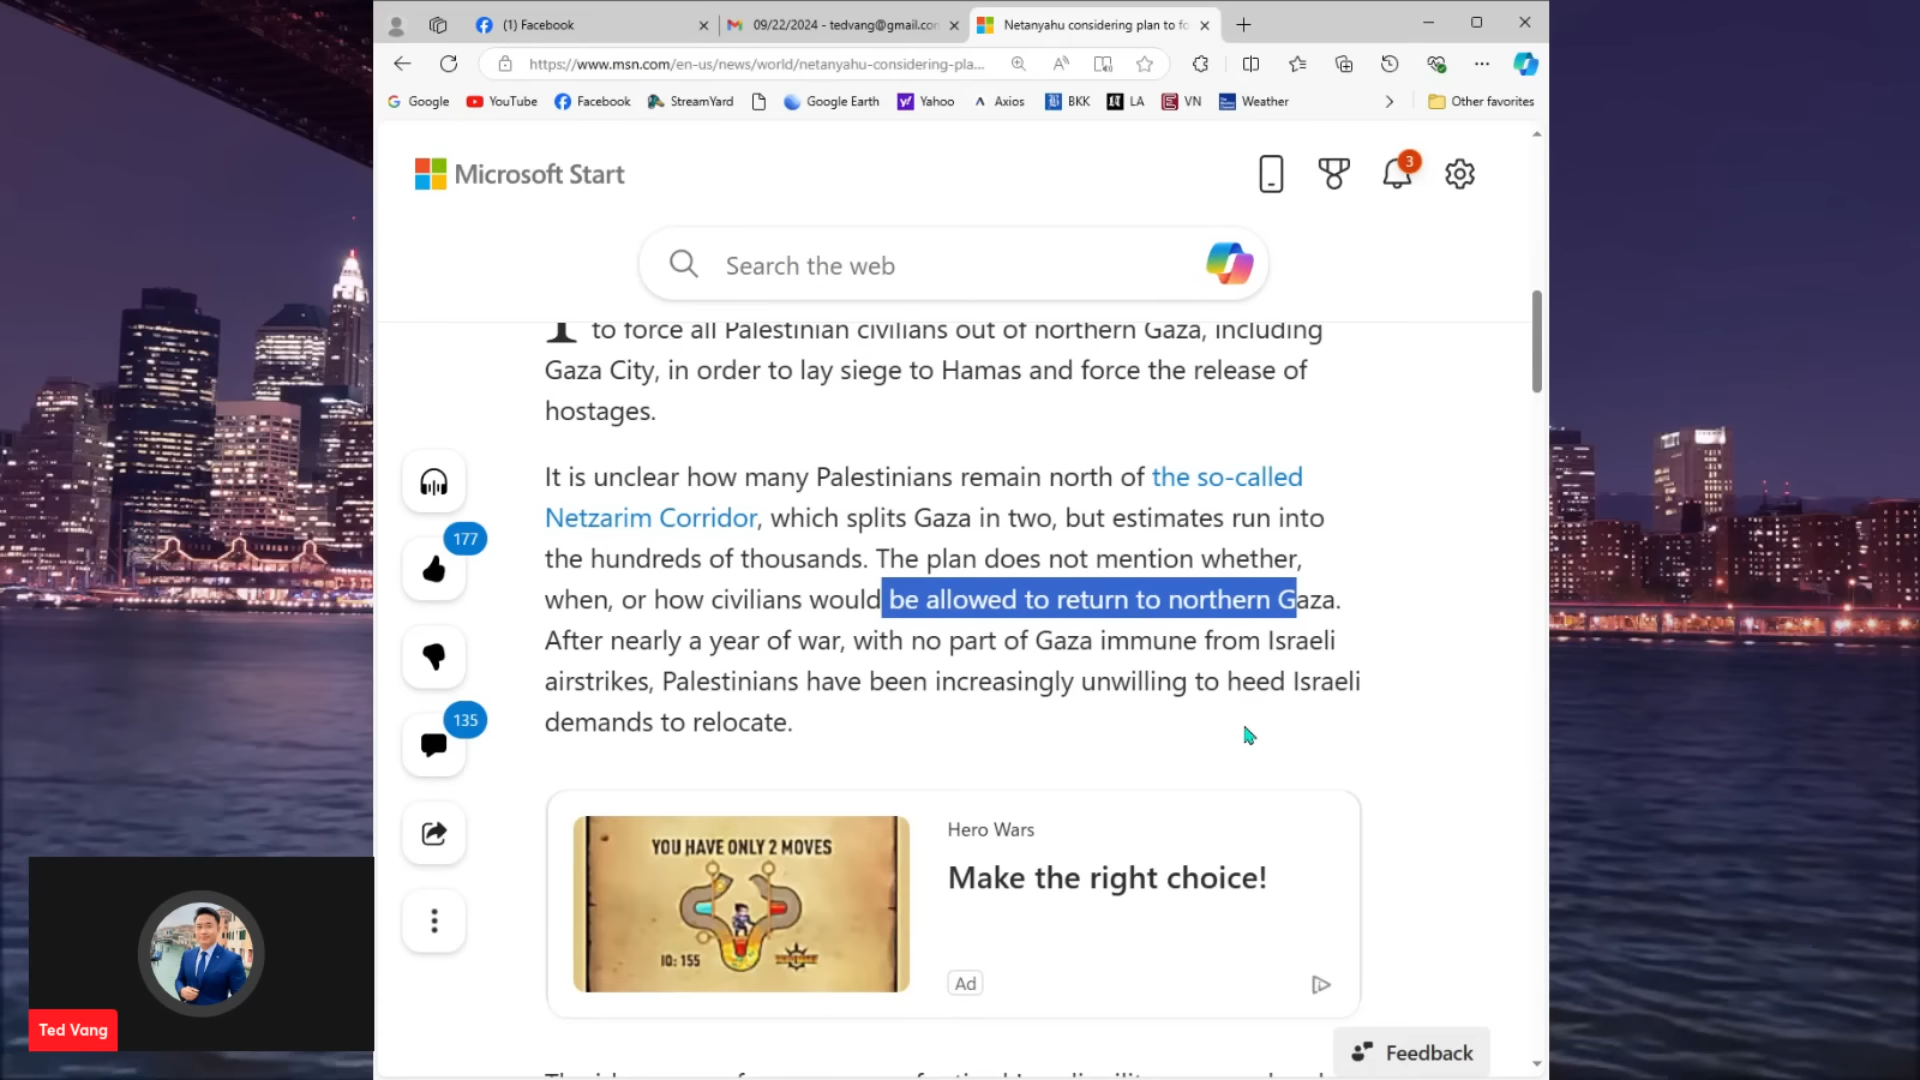 (1) Facebook
09/22/2024 - tedvang@gmail.con
Netanyahu considering plan to fo
https://www.msn.com/en-us/news/world/netanyahu-considering-pla...
Google
YouTube
Facebook
StreamYard
Google Earth
Yahoo
Axios
BKK
LA
VN
Weather
Other favorites
Microsoft Start
3
Search the web
to force all Palestinian civilians out of northern Gaza, including
Gaza City, in order to lay siege to Hamas and force the release of
hostages.
It is unclear how many Palestinians remain north of the so-called
Netzarim Corridor, which splits Gaza in two, but estimates run into
the hundreds of thousands. The plan does not mention whether,
when, or how civilians would be allowed to return to northern Gaza.
After nearly a year of war, with no part of Gaza immune from Israeli
airstrikes, Palestinians have been increasingly unwilling to heed Israeli
demands to relocate.
177
135
YOU HAVE ONLY 2 MOVES
IQ: 155
Hero Wars
Make the right choice!
Ad
Feedback
Ted Vang